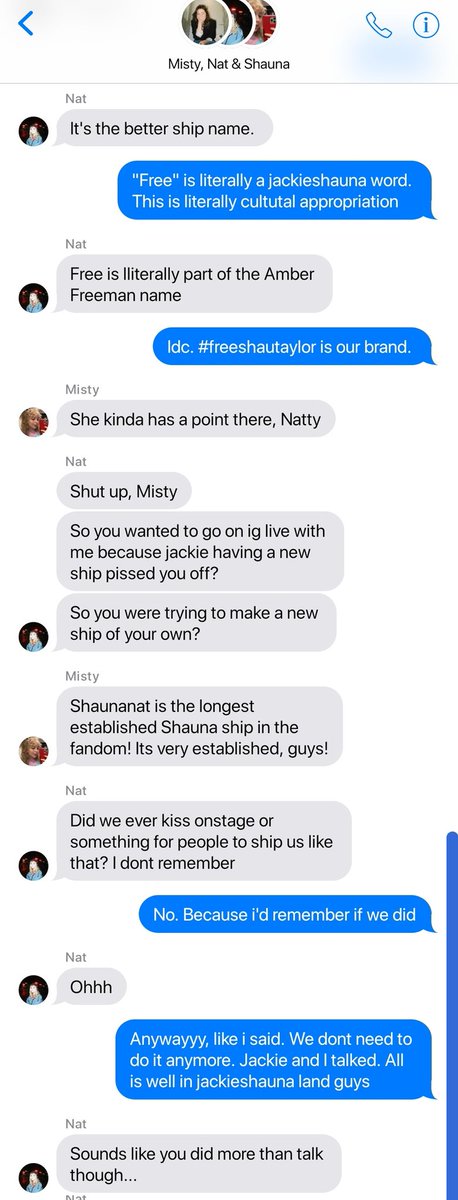 Misty, Nat & Shauna
Nat
It's the better ship name.
"Free" is literally a jackieshauna word.
This is literally cultutal appropriation
Nat
Free is lliterally part of the Amber
Freeman name
Idc. #freeshautaylor is our brand.
Misty
She kinda has a point there, Natty
Nat
Shut up, Misty
So you wanted to go on ig live with
me because jackie having a new
ship pissed you off?
So you were trying to make a new
ship of your own?
Misty
Shaunanat is the longest
established Shauna ship in the
fandom! Its very established, guys!
Nat
Did we ever kiss onstage or
something for people to ship us like
that? I dont remember
No. Because i'd remember if we did
Nat
Ohhh
Anywayyy, like i said. We dont need to
do it anymore. Jackie and I talked. All
is well in jackieshauna land guys
Nat
Sounds like you did more than talk
though...
Nat